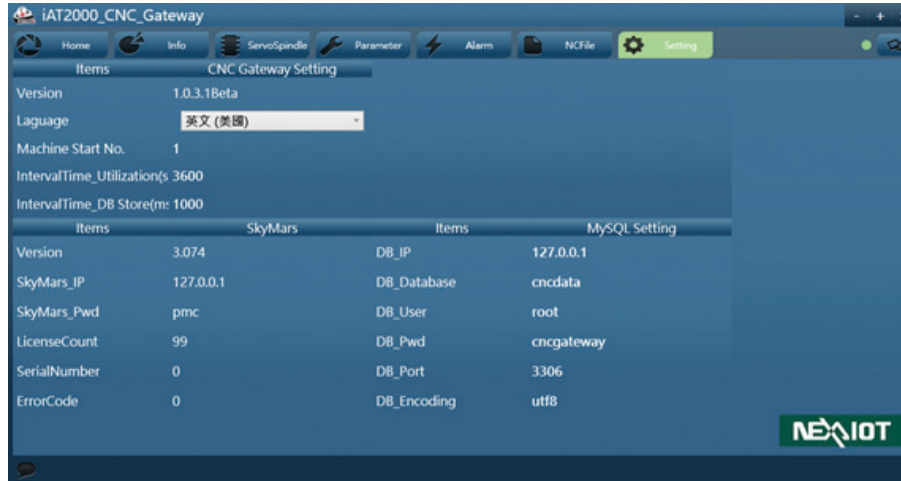 iAT2000_CNC_Gateway
- +
Home Info ServoSpindle Parameter Alarm NCFile Setting
Items CNC Gateway Setting
Version 1.0.3.1Beta
Laguage 英文 (美國)
Machine Start No. 1
IntervalTime_Utilization(s 3600
IntervalTime_DB Store(m: 1000
Items SkyMars Items MySQL Setting
Version 3.074 DB_IP 127.0.0.1
SkyMars_IP 127.0.0.1 DB_Database cncdata
SkyMars_Pwd pmc DB_User root
LicenseCount 99 DB_Pwd cncgateway
SerialNumber 0 DB_Port 3306
ErrorCode 0 DB_Encoding utf8
NEXIOT